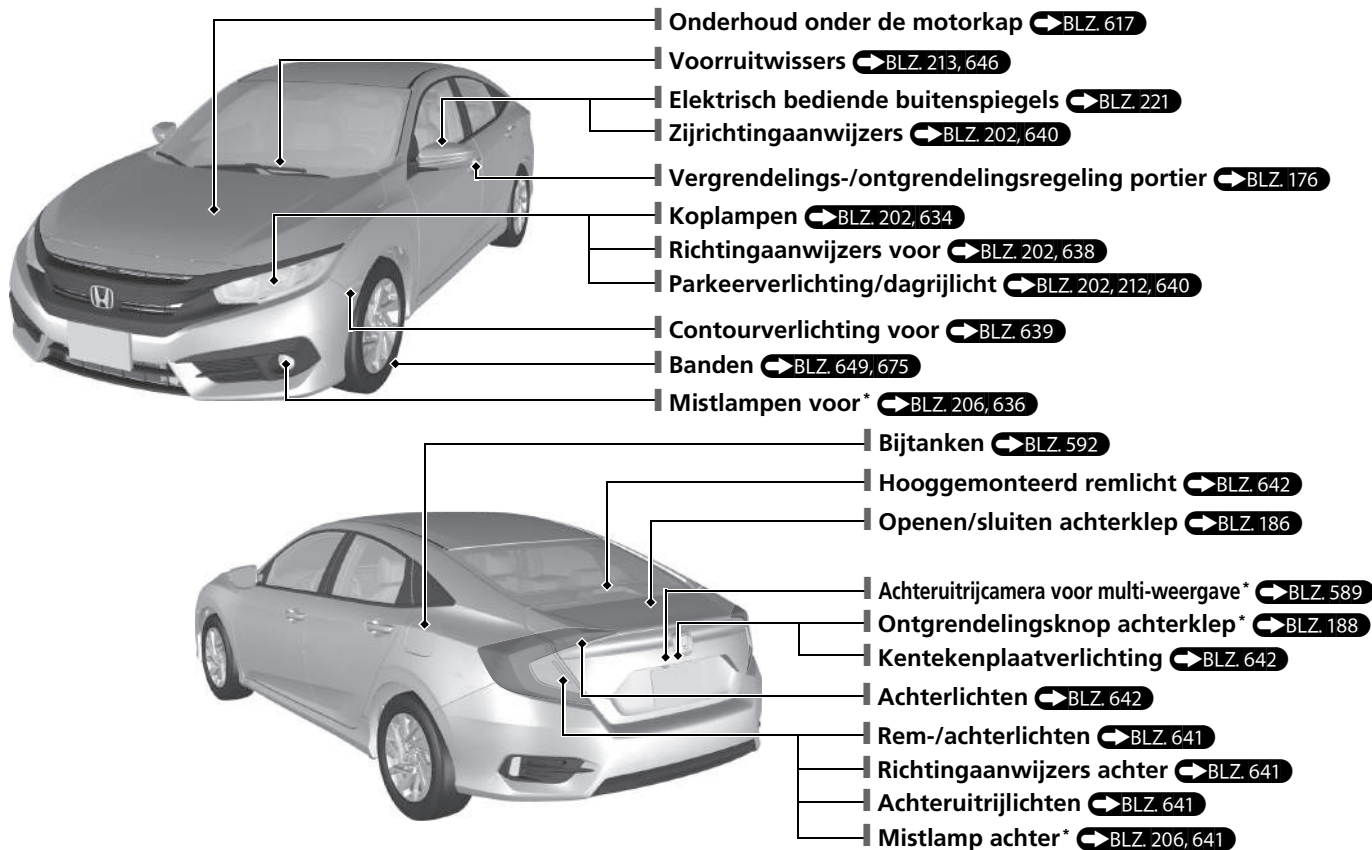 Onderhoud onder de motorkap BLZ. 617
Voorruitwissers BLZ. 213, 646
Elektrisch bediende buitenspiegels BLZ. 221
Zijrichtingaanwijzers BLZ. 202, 640
Vergrendelings-/ontgrendelingsregeling portier BLZ. 176
Koplampen BLZ. 202, 634
Richtingaanwijzers voor BLZ. 202, 638
Parkeerverlichting/dagrijlicht BLZ. 202, 212, 640
Contourverlichting voor BLZ. 639
Banden BLZ. 649, 675
Mistlampen voor* BLZ. 206, 636
Bijtanken BLZ. 592
Hooggemonteerd remlicht BLZ. 642
Openen/sluiten achterklep BLZ. 186
Achteruitrijcamera voor multi-weergave* BLZ. 589
Ontgrendelingsknop achterklep* BLZ. 188
Kentekenplaatverlichting BLZ. 642
Achterlichten BLZ. 642
Rem-/achterlichten BLZ. 641
Richtingaanwijzers achter BLZ. 641
Achteruitrijlichten BLZ. 641
Mistlamp achter* BLZ. 206, 641